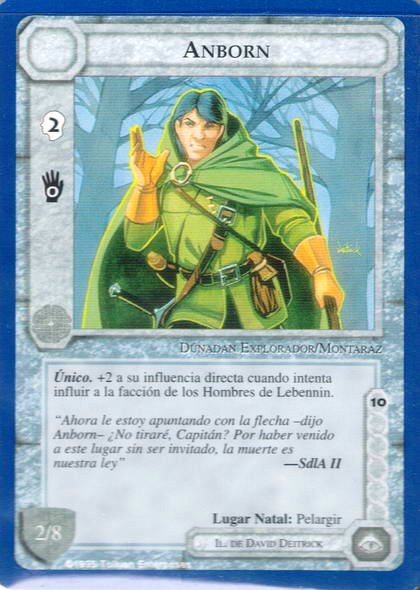 ANBORN
2
DÚNADAN EXPLORADOR/MONTARAZ
Único. +2 a su influencia directa cuando intenta
influir a la facción de los Hombres de Lebennin.
10
“Ahora le estoy apuntando con la flecha –dijo
Anborn– ¿No tiraré, Capitán? Por haber venido
a este lugar sin ser invitado, la muerte es
nuestra ley” —SdlA II
Lugar Natal: Pelargir
2/8
IL. DE DAVID DEITRICK
©1995 Tolkien Enterprises